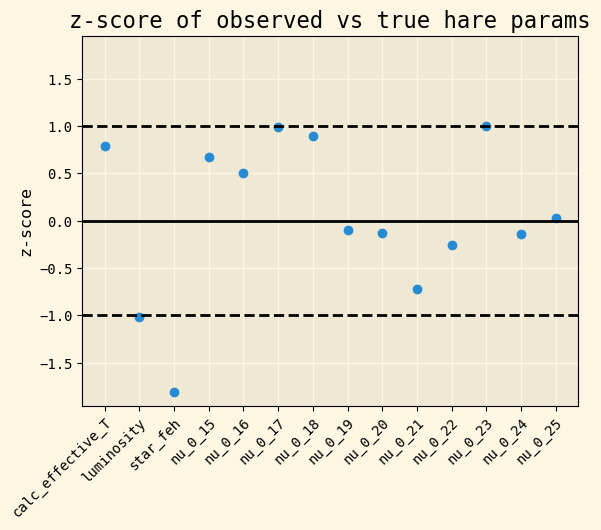 z-score of observed vs true hare params
z-score
1.5
1.0
0.5
0.0
−0.5
−1.0
−1.5
calc_effective_T
luminosity
star_feh
nu_0_15
nu_0_16
nu_0_17
nu_0_18
nu_0_19
nu_0_20
nu_0_21
nu_0_22
nu_0_23
nu_0_24
nu_0_25